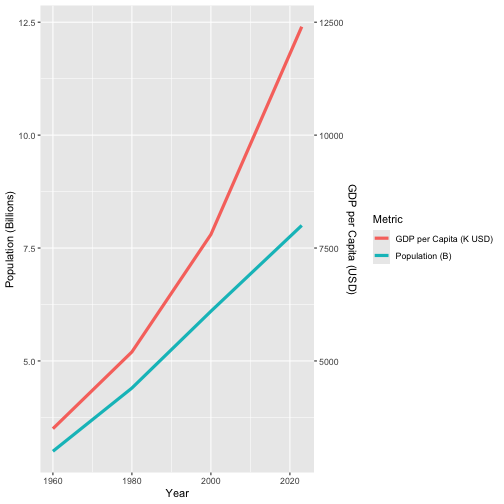 12.5
10.0
7.5
5.0
Population (Billions)
12500
10000
7500
5000
GDP per Capita (USD)
1960
1980
2000
2020
Year
Metric
GDP per Capita (K USD)
Population (B)